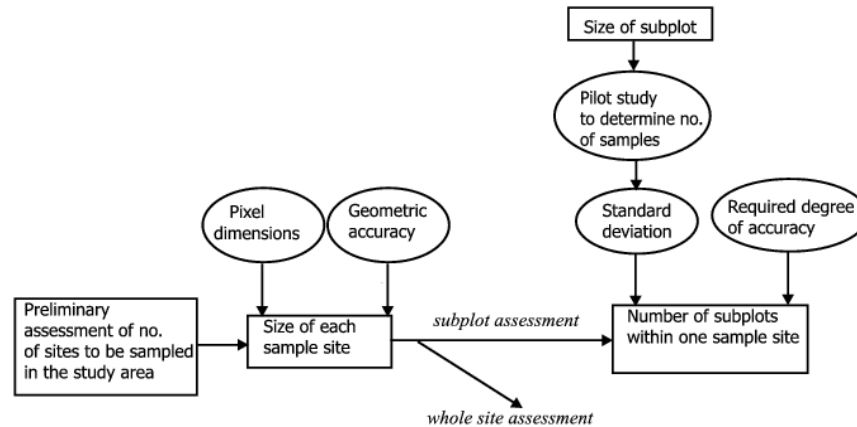 Size of subplot
Pilot study
to determine no.
of samples
Pixel
dimensions
Geometric
accuracy
Standard
deviation
Required degree
of accuracy
Preliminary
assessment of no.
of sites to be sampled
in the study area
Size of each
sample site
subplot assessment
Number of subplots
within one sample site
whole site assessment